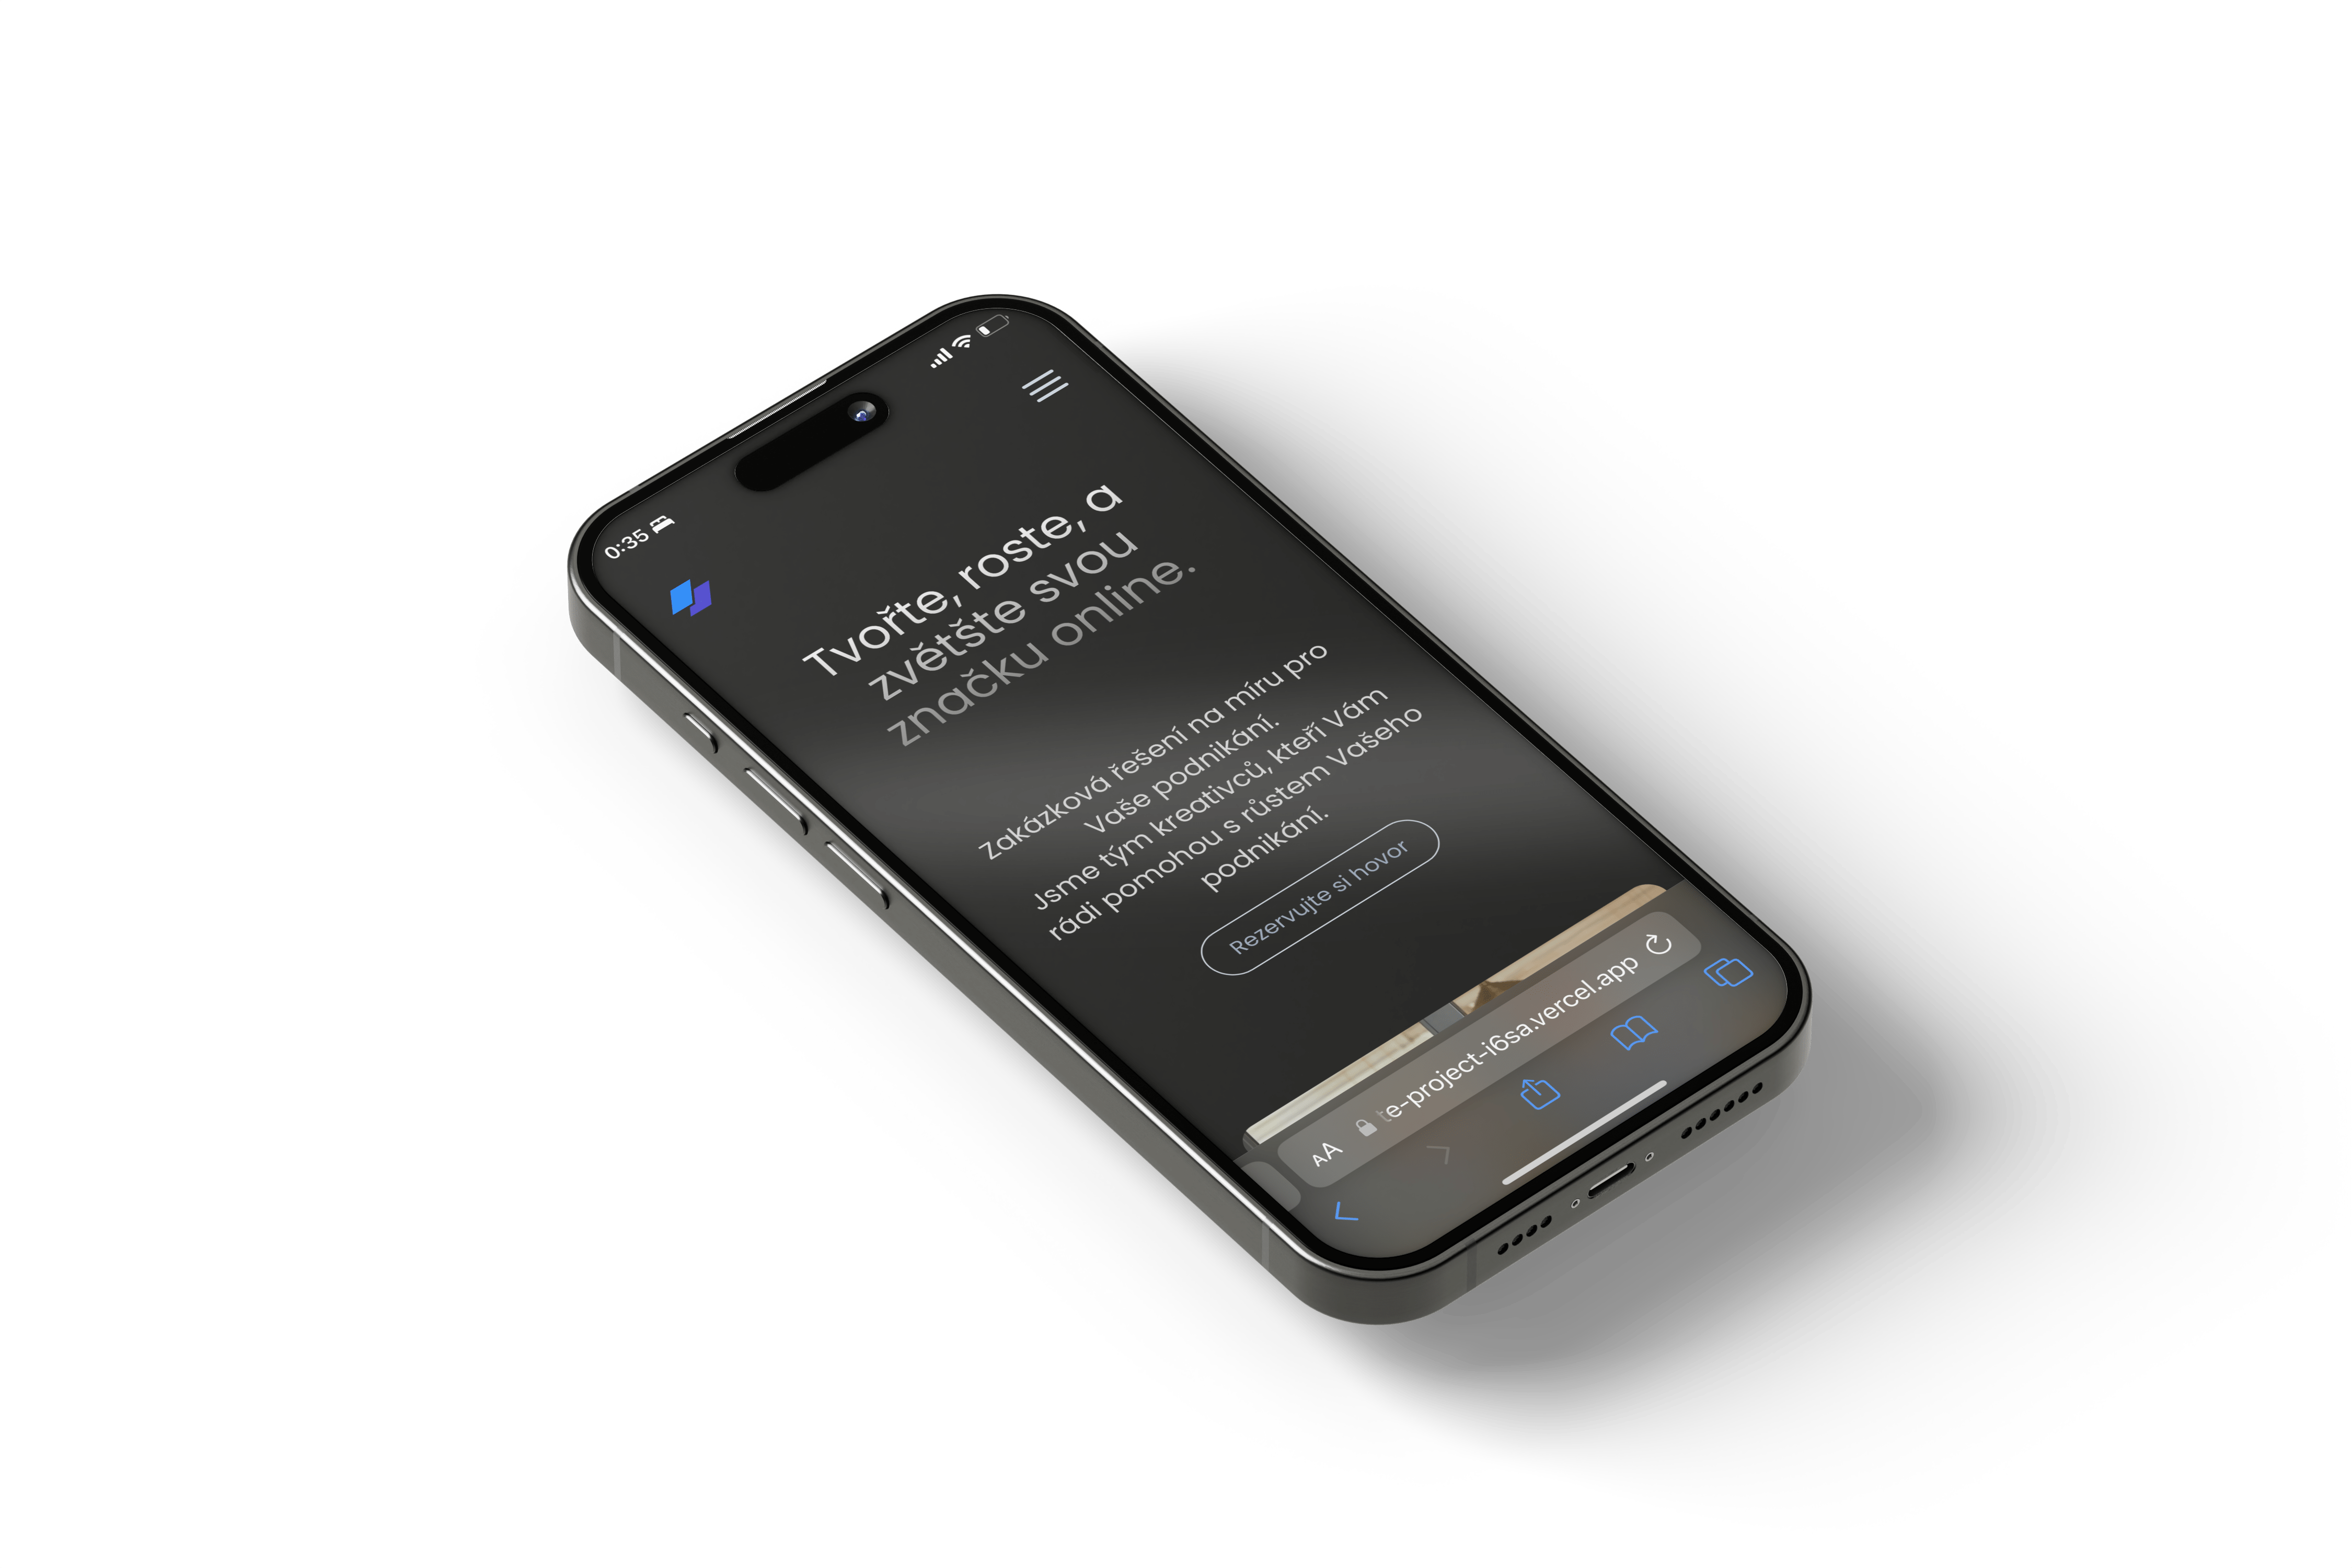 0:35
Tvořte, roste, a
zvětšte svou
značku online.
Zakázková řešení na míru pro
Vaše podnikání.
Jsme tým kreativců, kteří Vám
rádi pomohou s růstem Vašeho
podnikání.
Rezervujte si hovor
AA te-project-i6sa.vercel.app